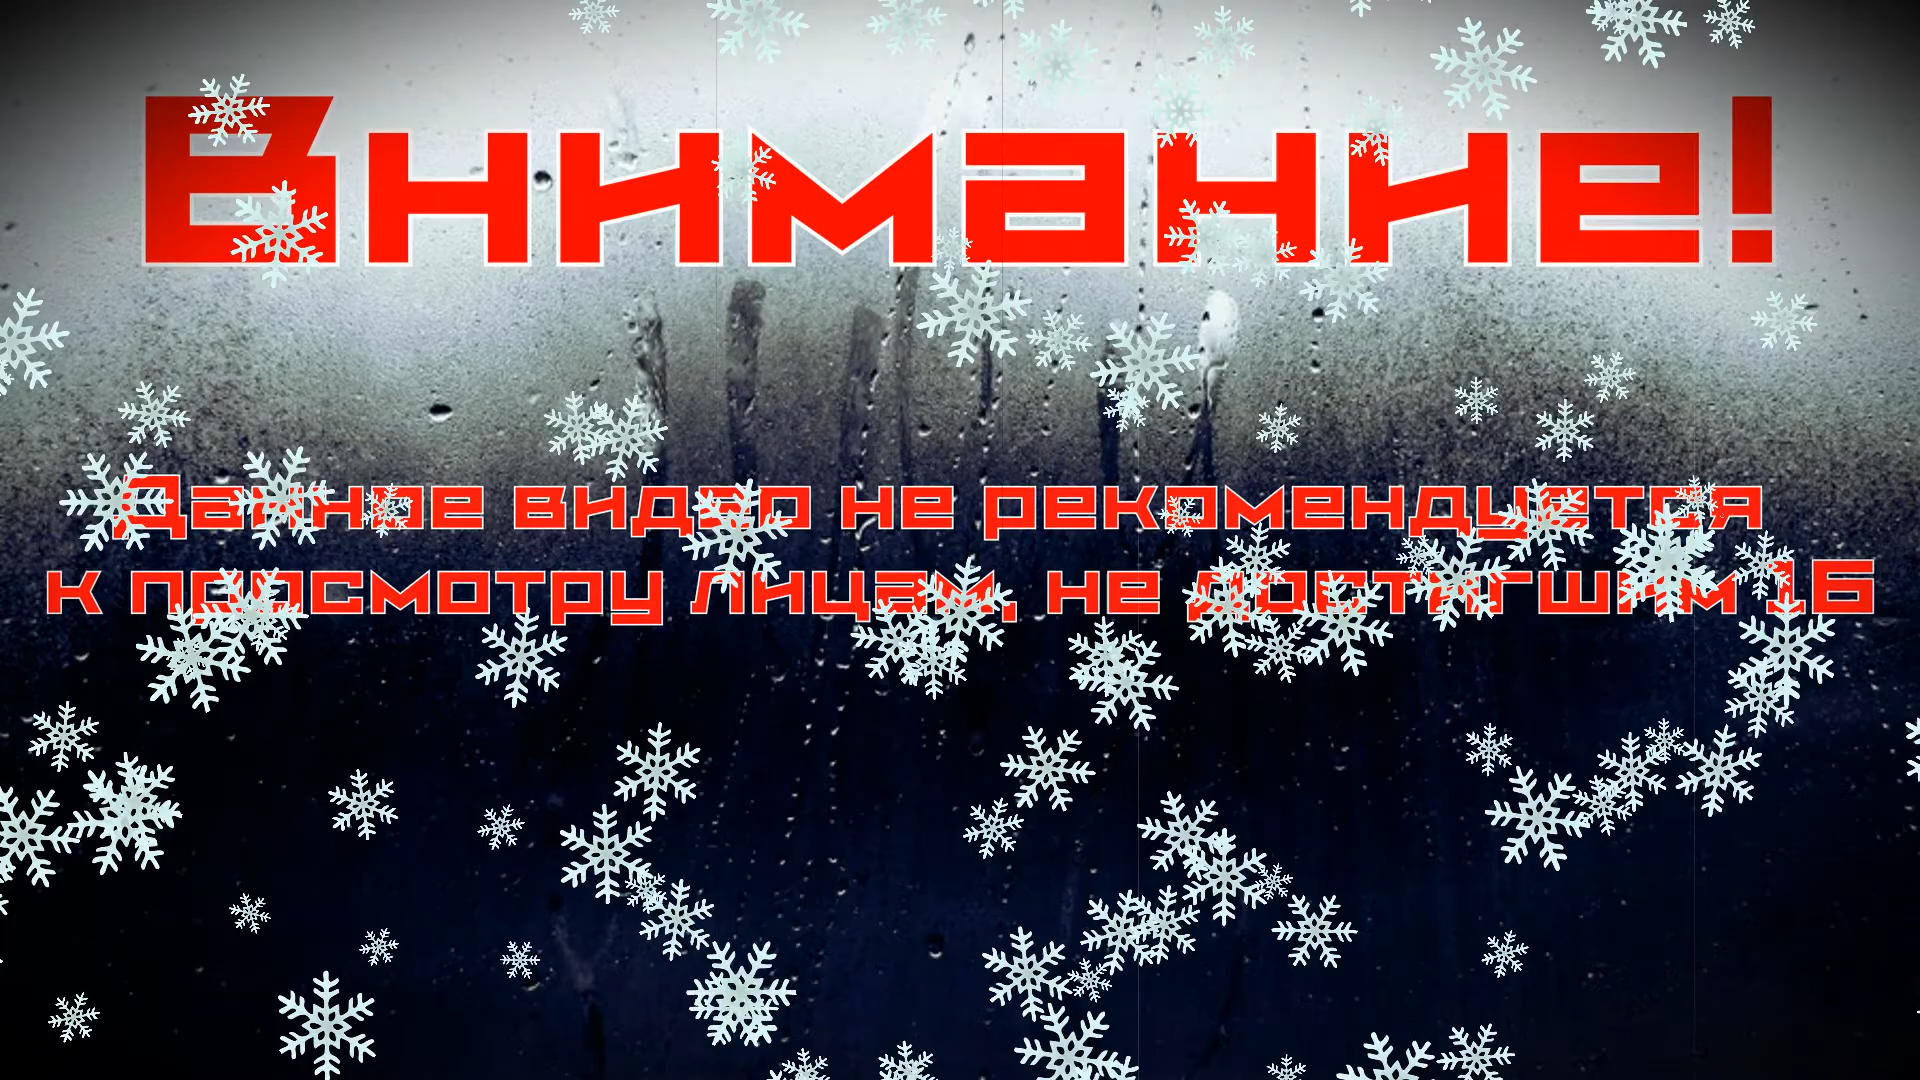 Внимание!
Данное видео не рекомендуется
к просмотру лицам, не достигшим 16